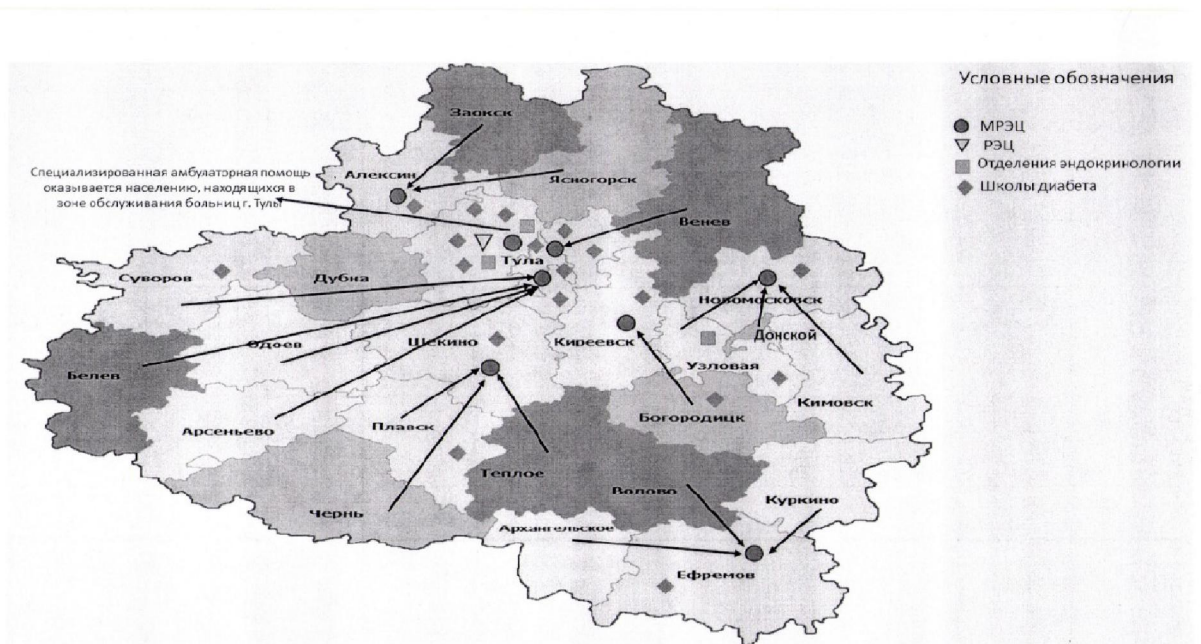 Условные обозначения
МРЭЦ
РЭЦ
Отделения эндокринологии
Школы диабета
Специализированная амбулаторная помощь
оказывается населению, находящихся в
зоне обслуживания больниц г. Тулы
Заокск
Алексин
Ясногорск
Венев
Суворов
Дубна
Тула
Новомосковск
Донской
Одоев
Щекино
Киреевск
Узловая
Белев
Кимовск
Богородицк
Арсеньево
Плавск
Теплое
Волово
Куркино
Чернь
Архангельское
Ефремов